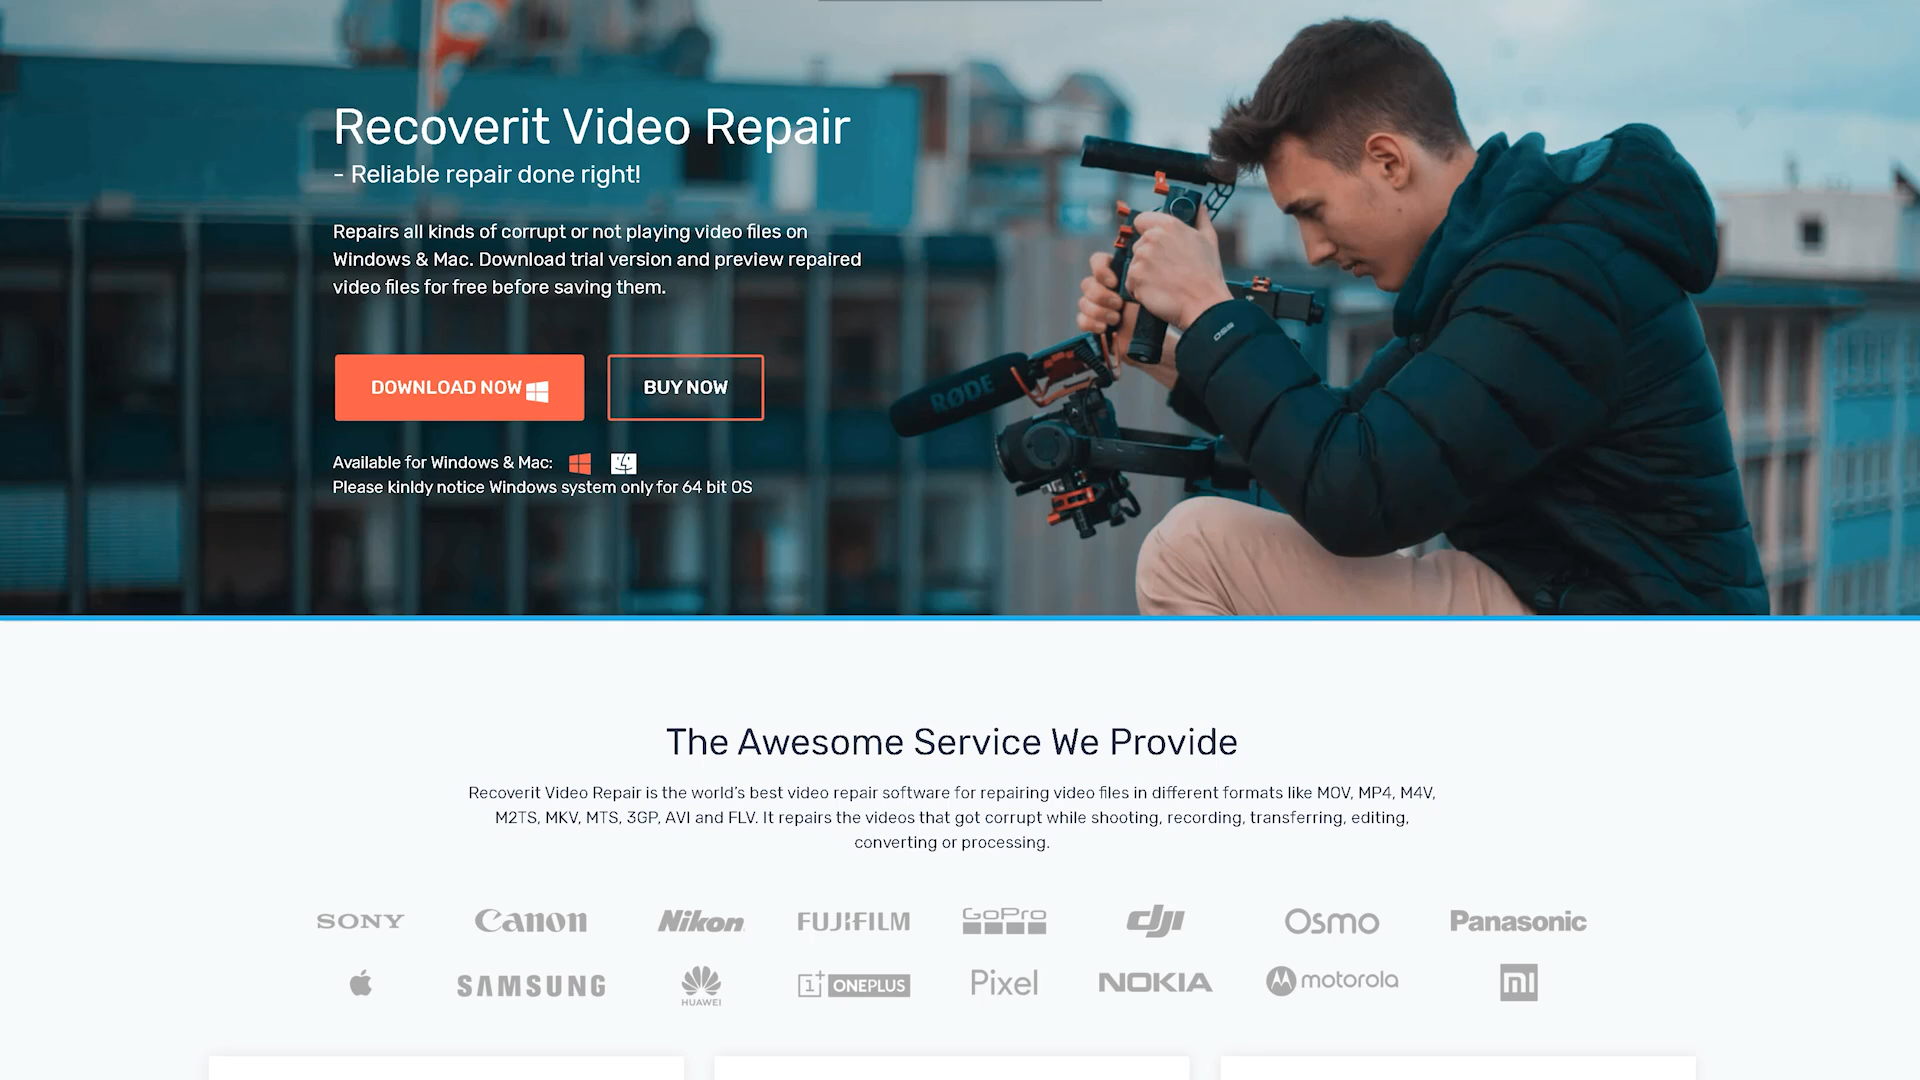 Recoverit Video Repair
- Reliable repair done right!
Repairs all kinds of corrupt or not playing video files on
Windows & Mac. Download trial version and preview repaired
video files for free before saving them.
DOWNLOAD NOW
BUY NOW
Available for Windows & Mac:
Please kinldy notice Windows system only for 64 bit OS
RØDE
The Awesome Service We Provide
Recoverit Video Repair is the world's best video repair software for repairing video files in different formats like MOV, MP4, M4V,
M2TS, MKV, MTS, 3GP, AVI and FLV. It repairs the videos that got corrupt while shooting, recording, transferring, editing,
converting or processing.
SONY Canon Nikon FUJIFILM GoPro dji Osmo Panasonic
SAMSUNG HUAWEI 1+ ONEPLUS Pixel NOKIA motorola mi